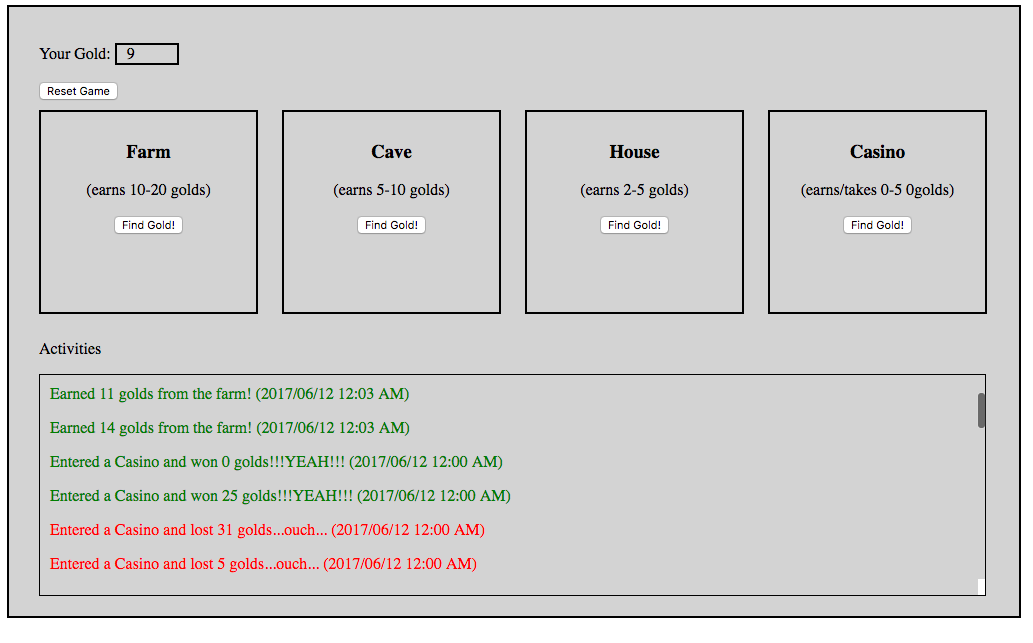 Your Gold: 9
Reset Game
Farm
(earns 10-20 golds)
Find Gold!
Cave
(earns 5-10 golds)
Find Gold!
House
(earns 2-5 golds)
Find Gold!
Casino
(earns/takes 0-5 0golds)
Find Gold!
Activities
Earned 11 golds from the farm! (2017/06/12 12:03 AM)
Earned 14 golds from the farm! (2017/06/12 12:03 AM)
Entered a Casino and won 0 golds!!!YEAH!!! (2017/06/12 12:00 AM)
Entered a Casino and won 25 golds!!!YEAH!!! (2017/06/12 12:00 AM)
Entered a Casino and lost 31 golds...ouch... (2017/06/12 12:00 AM)
Entered a Casino and lost 5 golds...ouch... (2017/06/12 12:00 AM)